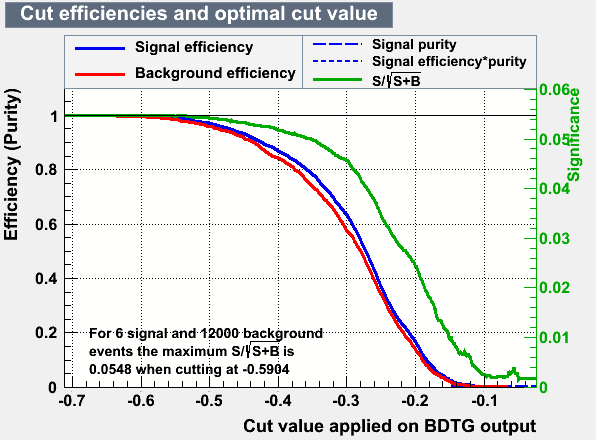 Cut efficiencies and optimal cut value
Signal efficiency
Background efficiency
Signal purity
Signal efficiency*purity
S/√S+B
Efficiency (Purity)
1
0.8
0.6
0.4
0.2
0
0.06
0.05
0.04
0.03
0.02
0.01
0
Significance
For 6 signal and 12000 background
events the maximum S/√S+B is
0.0548 when cutting at -0.5904
-0.7 -0.6 -0.5 -0.4 -0.3 -0.2 -0.1
Cut value applied on BDTG output